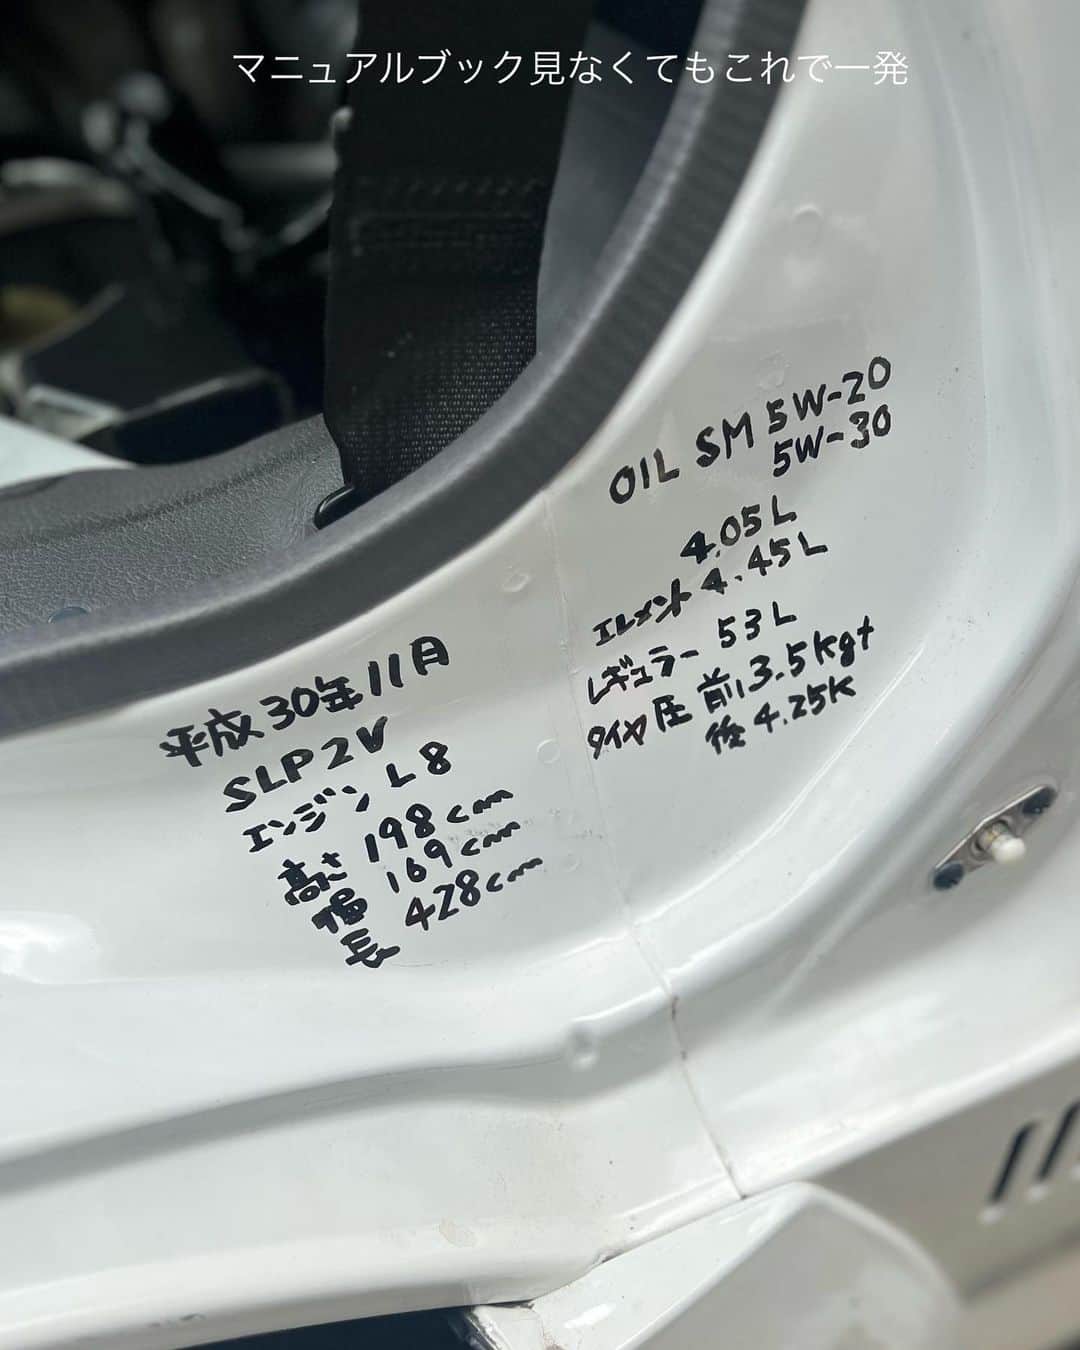 マニュアルブック見なくてもこれで一発
OIL SM 5W-20
5W-30
4.05L
エレメント 4.45L
レギュラー 53L
タイヤ圧 前 3.5kgt
後 4.25K
平成30年11月
SLP2V
エンジン L8
高さ 198cm
幅 169cm
長 428cm